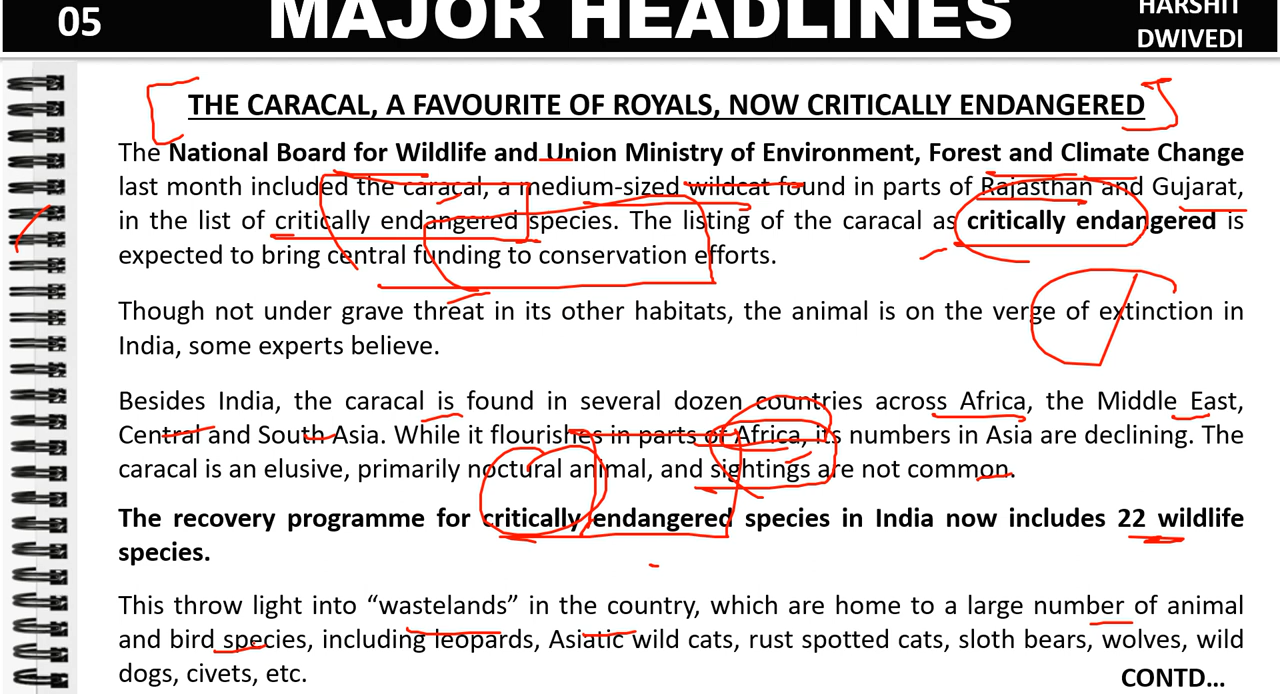 05
MAJOR HEADLINES
HARSHIT
DWIVEDI
THE CARACAL, A FAVOURITE OF ROYALS, NOW CRITICALLY ENDANGERED
The National Board for Wildlife and Union Ministry of Environment, Forest and Climate Change
last month included the caracal, a medium-sized wildcat found in parts of Rajasthan and Gujarat,
in the list of critically endangered species. The listing of the caracal as critically endangered is
expected to bring central funding to conservation efforts.
Though not under grave threat in its other habitats, the animal is on the verge of extinction in
India, some experts believe.
Besides India, the caracal is found in several dozen countries across Africa, the Middle East,
Central and South Asia. While it flourishes in parts of Africa, its numbers in Asia are declining. The
caracal is an elusive, primarily noctural animal, and sightings are not common.
The recovery programme for critically endangered species in India now includes 22 wildlife
species.
This throw light into “wastelands” in the country, which are home to a large number of animal
and bird species, including leopards, Asiatic wild cats, rust spotted cats, sloth bears, wolves, wild
dogs, civets, etc.
CONTD...